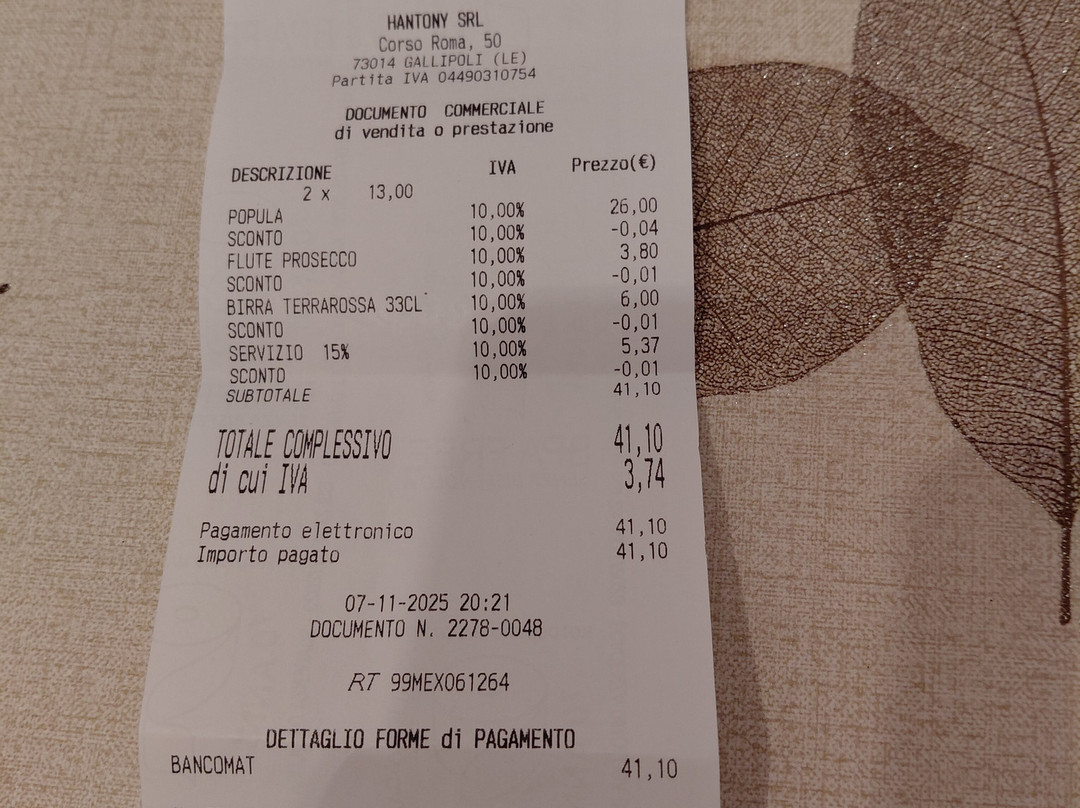 HANTONY SRL
Corso Roma, 50
73014 GALLIPOLI (LE)
Partita IVA 04490310754
DOCUMENTO COMMERCIALE
di vendita o prestazione
DESCRIZIONE IVA Prezzo(€)
2 x 13,00
POPULA 10,00% 26,00
SCONTO 10,00% -0,04
FLUTE PROSECCO 10,00% 3,80
SCONTO 10,00% -0,01
BIRRA TERRAROSSA 33CL 10,00% 6,00
SCONTO 10,00% -0,01
SERVIZIO 15% 10,00% 5,37
SCONTO 10,00% -0,01
SUBTOTALE 41,10
TOTALE COMPLESSIVO 41,10
di cui IVA 3,74
Pagamento elettronico 41,10
Importo pagato 41,10
07-11-2025 20:21
DOCUMENTO N. 2278-0048
RT 99MEX061264
DETTAGLIO FORME di PAGAMENTO
BANCOMAT 41,10